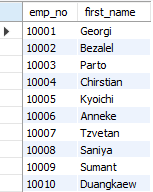 emp_no first_name
10001 Georgi
10002 Bezalel
10003 Parto
10004 Chirstian
10005 Kyoichi
10006 Anneke
10007 Tzvetan
10008 Saniya
10009 Sumant
10010 Duangkaew